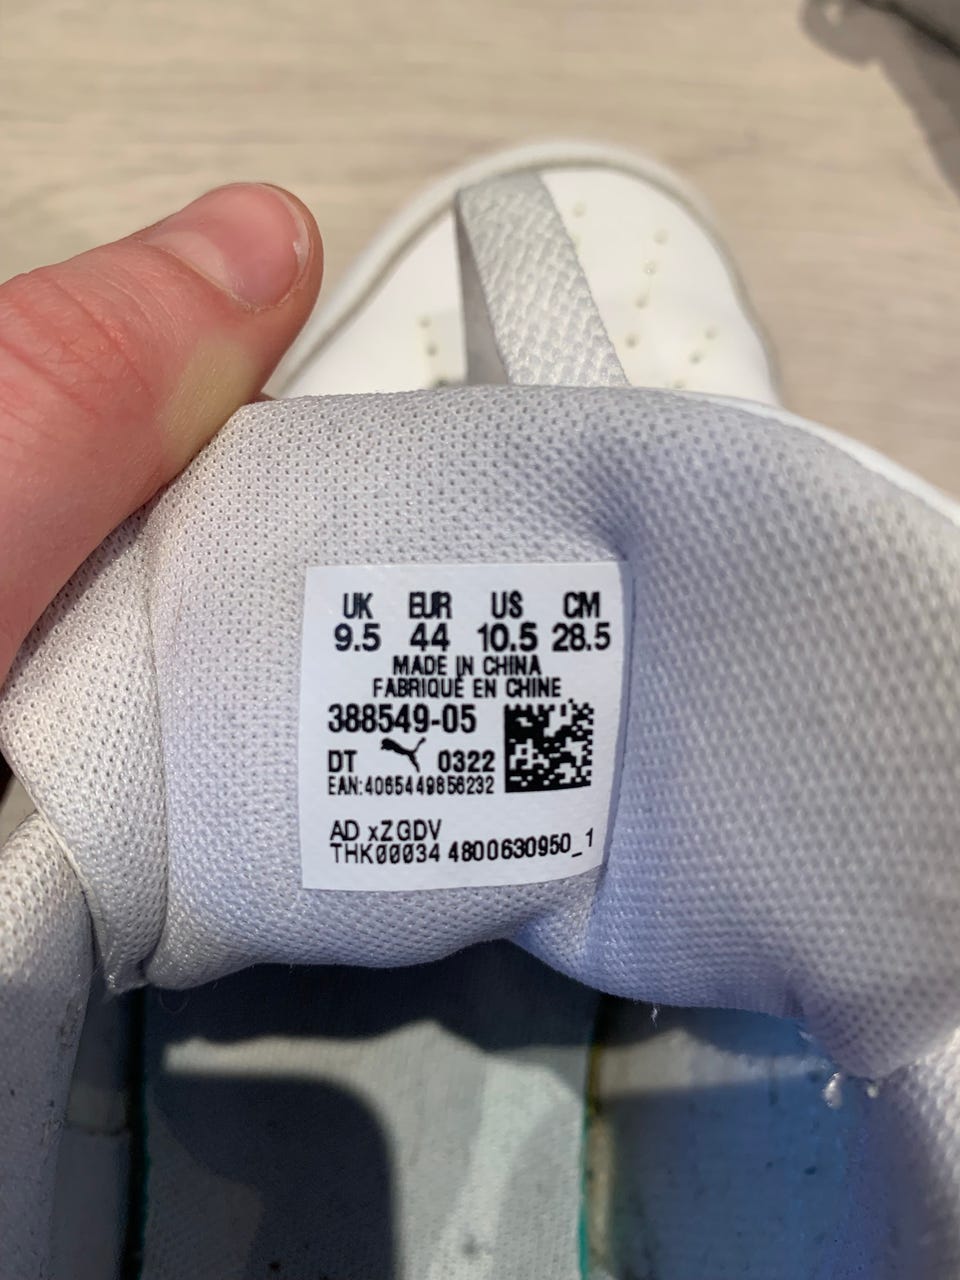 UK EUR US CM
9.5 44 10.5 28.5
MADE IN CHINA
FABRIQUÉ EN CHINE
388549-05
DT 0322
EAN:4065449856232
AD xZGDV
THK00034 4800630950_1